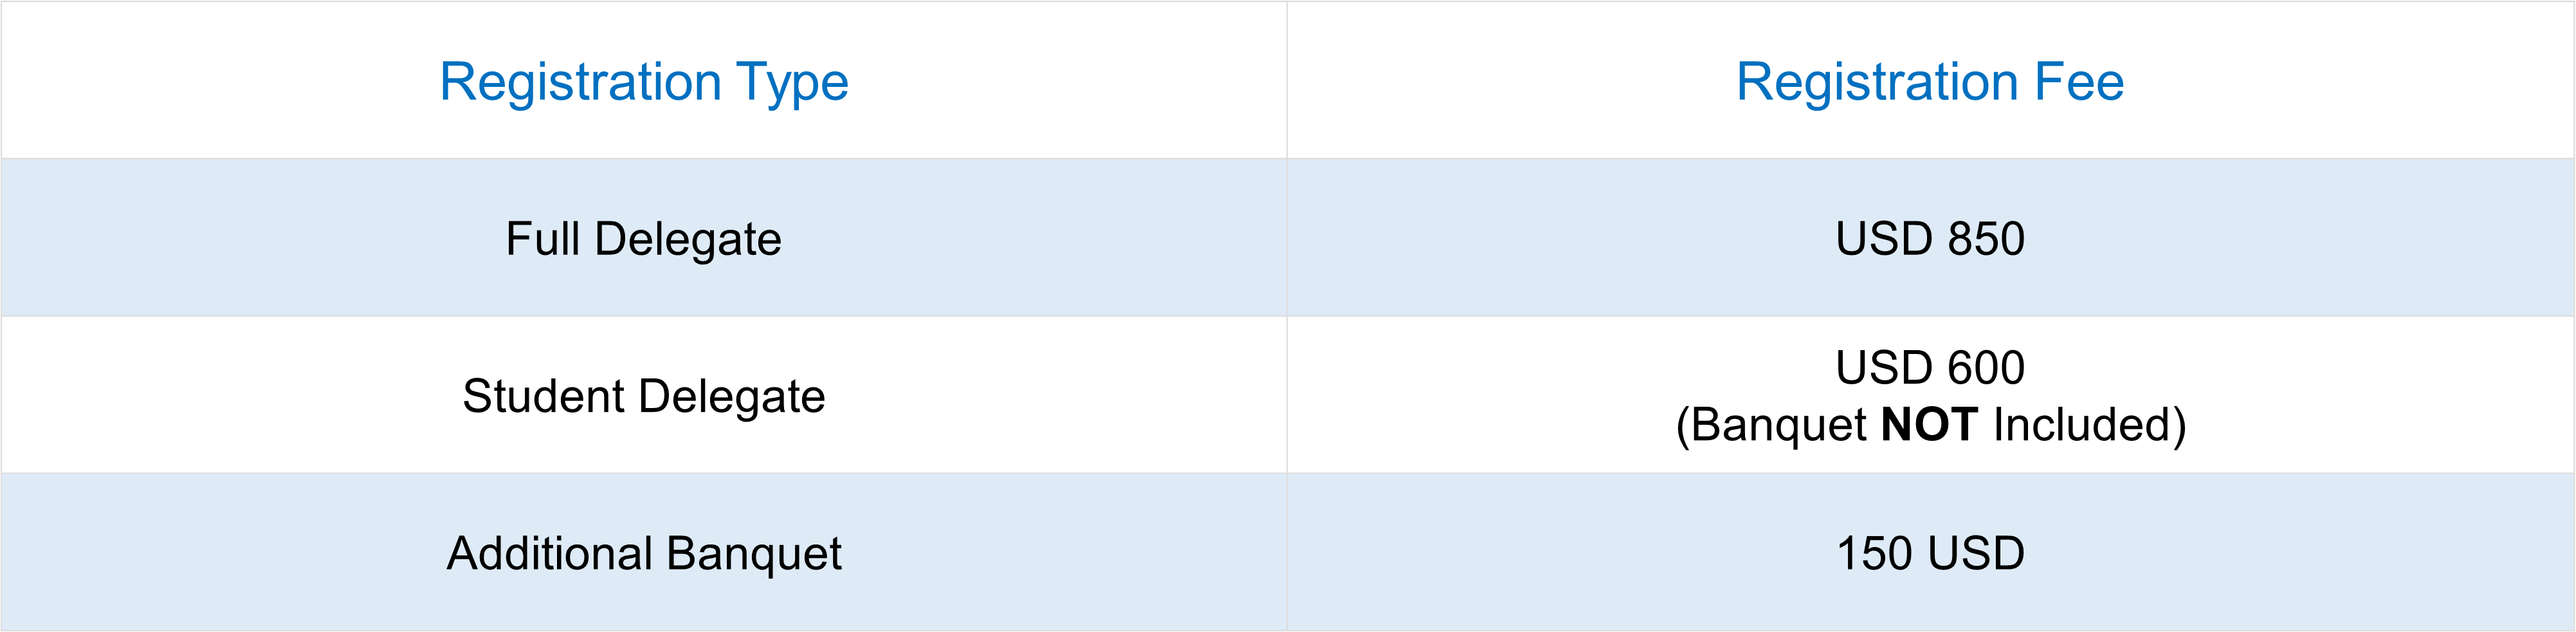 Registration Type
Registration Fee
Full Delegate
USD 850
Student Delegate
USD 600
(Banquet NOT Included)
Additional Banquet
150 USD